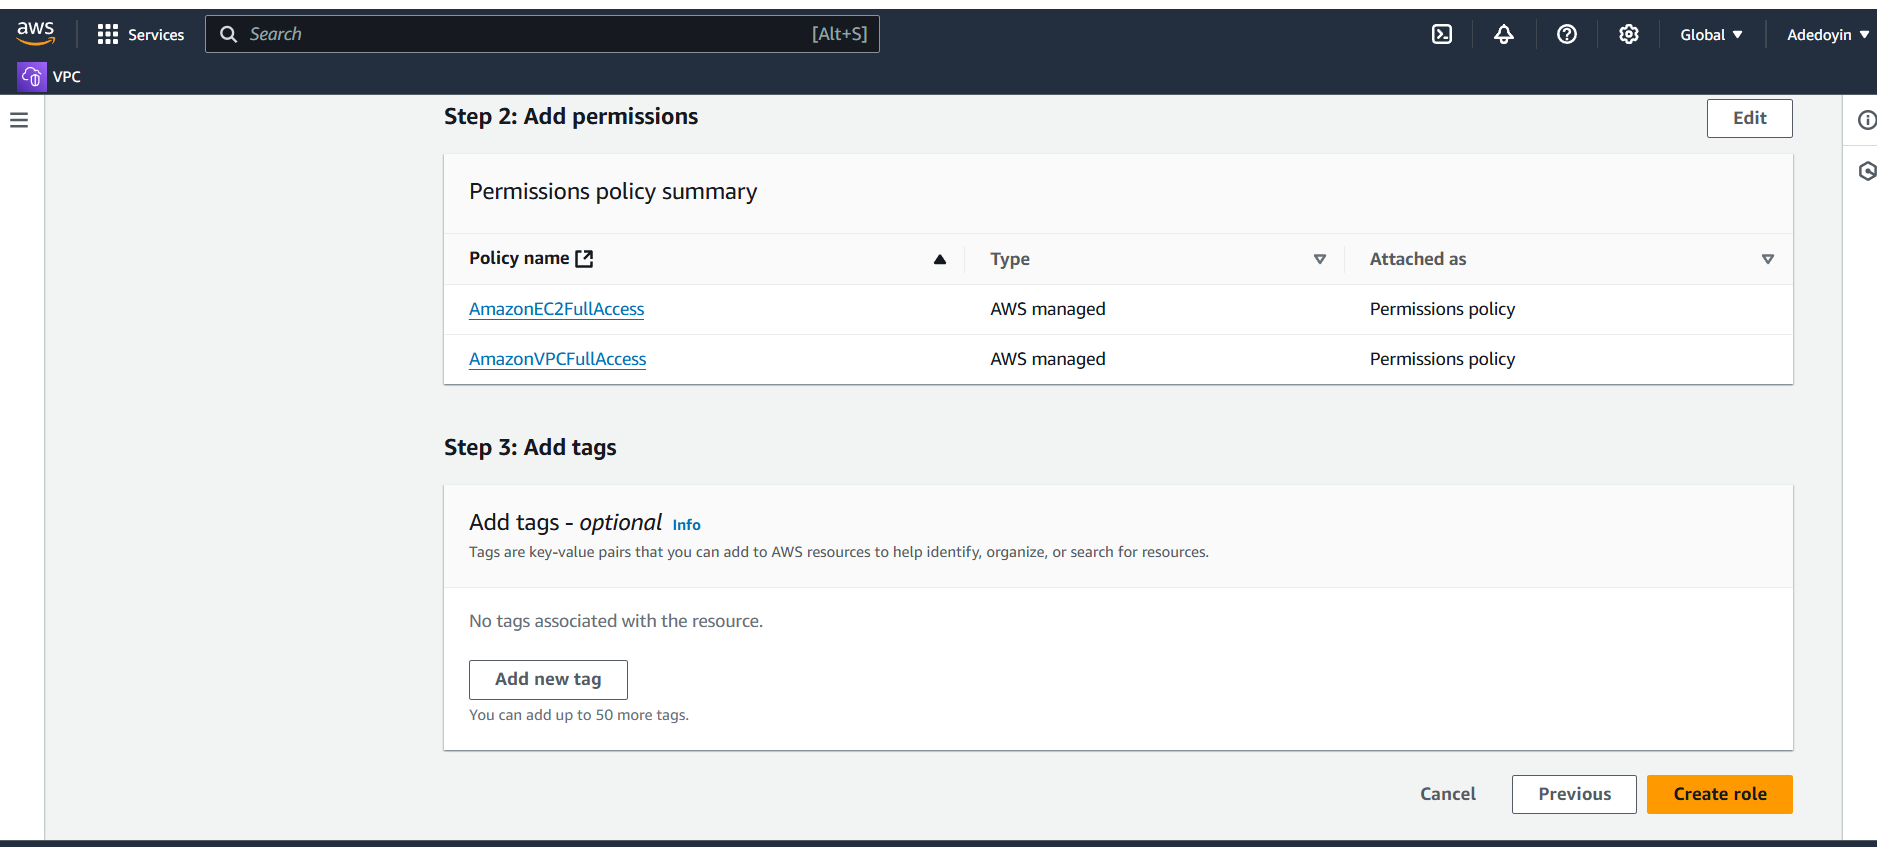 aws Services Search [Alt+S] Global Adedoyin
VPC
Step 2: Add permissions Edit
Permissions policy summary
Policy name Type Attached as
AmazonEC2FullAccess AWS managed Permissions policy
AmazonVPCFullAccess AWS managed Permissions policy
Step 3: Add tags
Add tags - optional Info
Tags are key-value pairs that you can add to AWS resources to help identify, organize, or search for resources.
No tags associated with the resource.
Add new tag
You can add up to 50 more tags.
Cancel Previous Create role